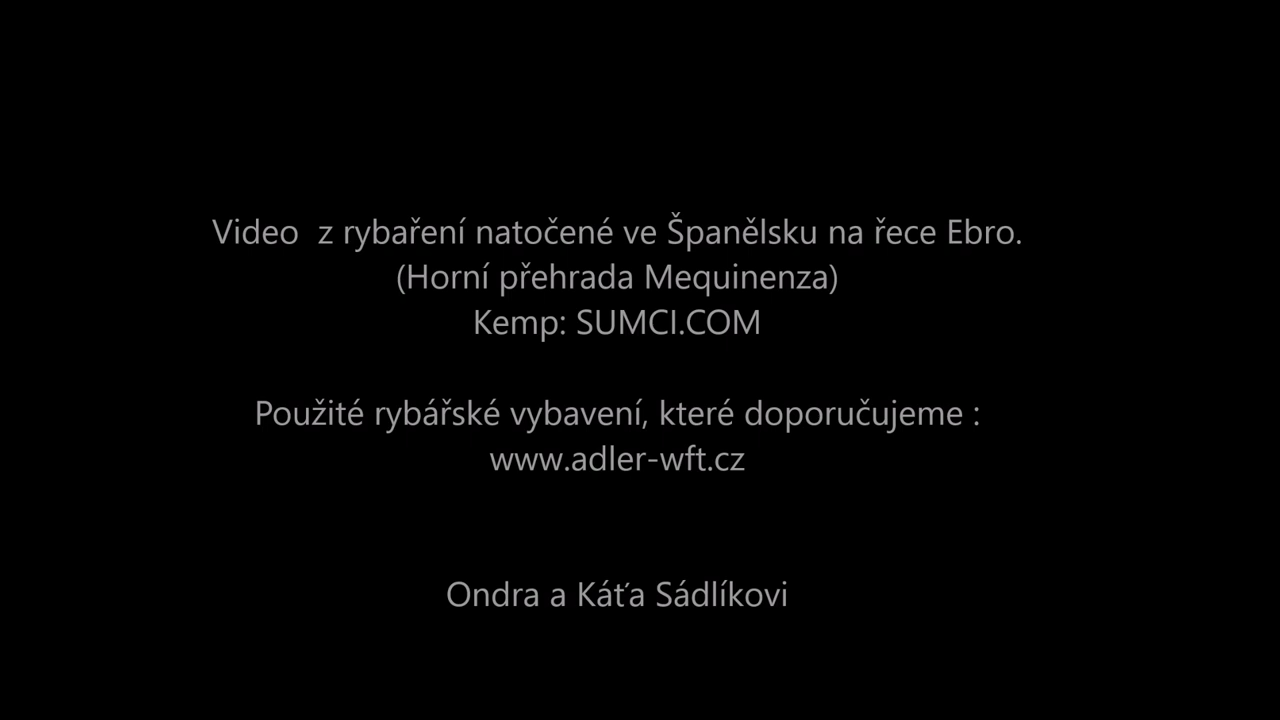 Video  z rybaření natočené ve Španělsku na řece Ebro.
(Horní přehrada Mequinenza)
Kemp: SUMCI.COM
Použité rybářské vybavení, které doporučujeme :
www.adler-wft.cz
Ondra a Káťa Sádlíkovi